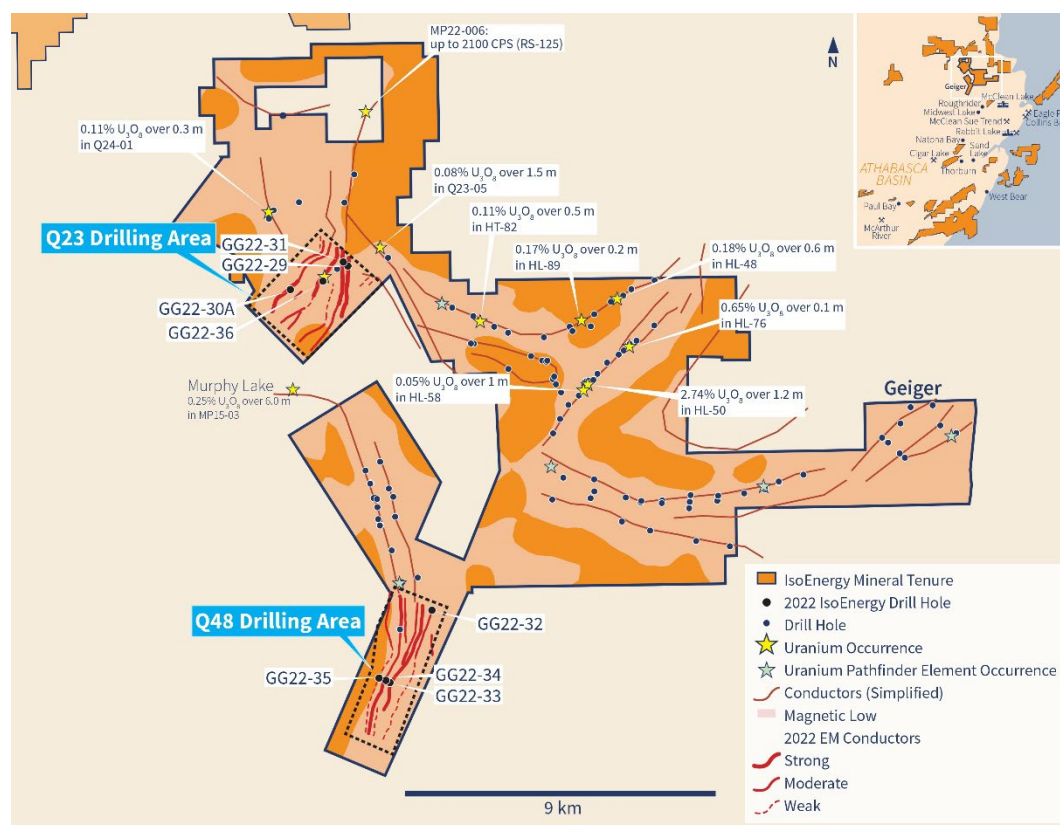 MP22-006:
up to 2100 CPS (RS-125)
N
Geiger
McClean Lake
Roughrider
Midwest Lake
McClean Sue Trend
Eagle P
Collins B
Rabbit Lake
Natona Bay
Sand
Lake
Cigar Lake
Thorburn
ATHABASCA
BASIN
West Bear
Paul Bay
McArthur
River
0.11% U3O8 over 0.3 m
in Q24-01
0.08% U3O8 over 1.5 m
in Q23-05
0.11% U3O8 over 0.5 m
in HT-82
0.17% U3O8 over 0.2 m
in HL-89
0.18% U3O8 over 0.6 m
in HL-48
0.65% U3O8 over 0.1 m
in HL-76
Q23 Drilling Area
GG22-31
GG22-29
GG22-30A
GG22-36
Murphy Lake
0.25% U3O8 over 6.0 m
in MP15-03
0.05% U3O8 over 1 m
in HL-58
2.74% U3O8 over 1.2 m
in HL-50
Geiger
Q48 Drilling Area
GG22-32
GG22-35
GG22-34
GG22-33
9 km
IsoEnergy Mineral Tenure
2022 IsoEnergy Drill Hole
Drill Hole
Uranium Occurrence
Uranium Pathfinder Element Occurrence
Conductors (Simplified)
Magnetic Low
2022 EM Conductors
Strong
Moderate
Weak